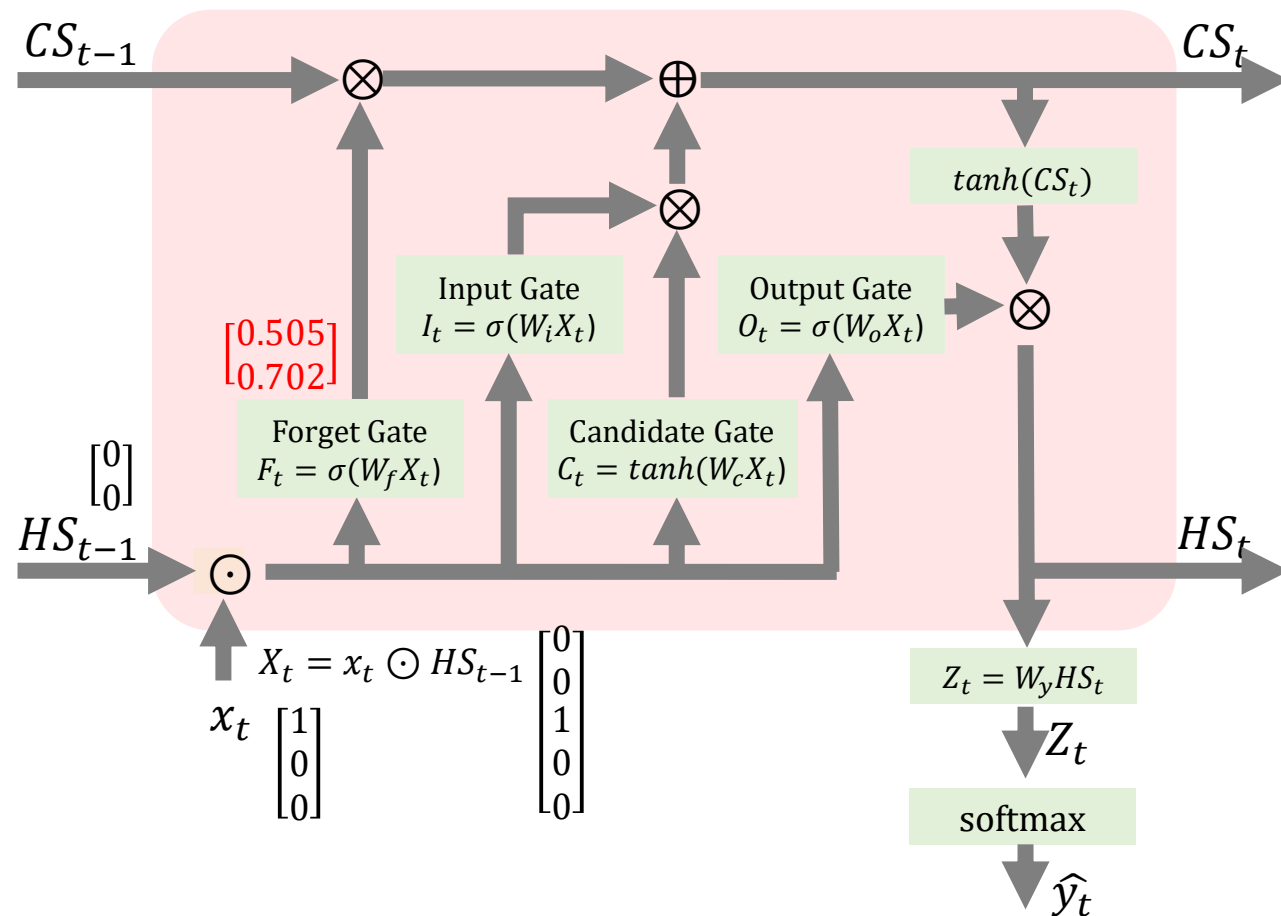 CS_{t−1}
CS_t
⊗
⊕
tanh(CS_t)
⊗
Input Gate
I_t = σ(W_i X_t)
Output Gate
O_t = σ(W_o X_t)
⊗
[0.505
0.702]
Forget Gate
F_t = σ(W_f X_t)
Candidate Gate
C_t = tanh(W_c X_t)
[0
0]
HS_{t−1}
HS_t
⊙
X_t = x_t ⊙ HS_{t−1}
[0
0
1
0
0]
x_t
[1
0
0]
Z_t = W_y HS_t
Z_t
softmax
ŷ_t